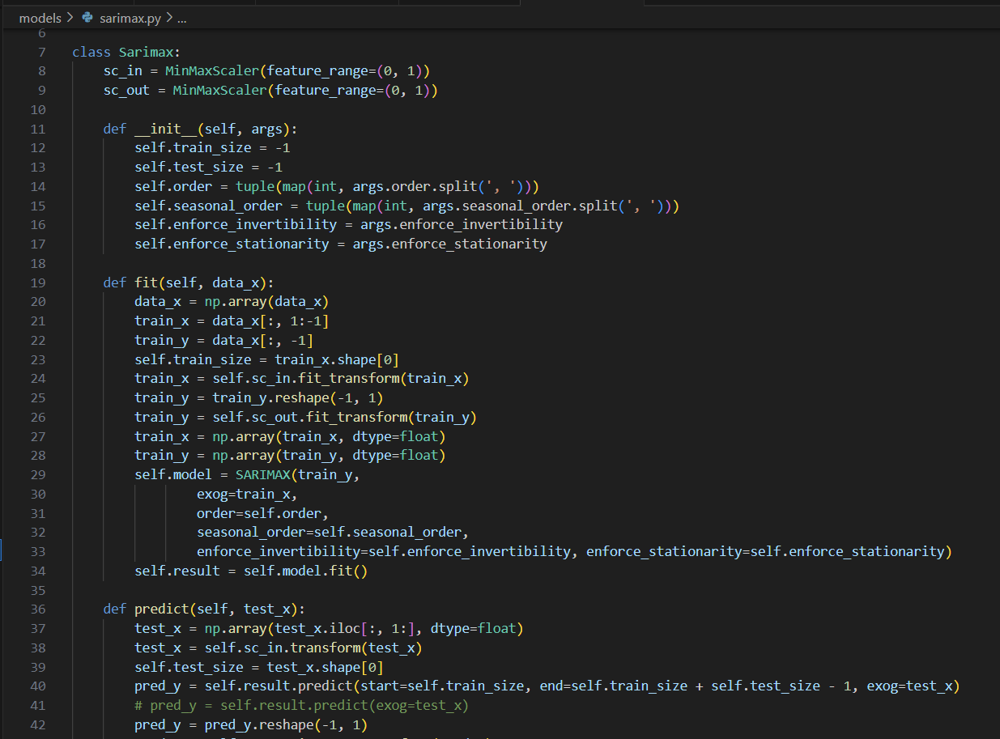 models > sarimax.py > ...
6
7 class Sarimax:
8     sc_in = MinMaxScaler(feature_range=(0, 1))
9     sc_out = MinMaxScaler(feature_range=(0, 1))
10
11     def __init__(self, args):
12         self.train_size = -1
13         self.test_size = -1
14         self.order = tuple(map(int, args.order.split(', ')))
15         self.seasonal_order = tuple(map(int, args.seasonal_order.split(', ')))
16         self.enforce_invertibility = args.enforce_invertibility
17         self.enforce_stationarity = args.enforce_stationarity
18
19     def fit(self, data_x):
20         data_x = np.array(data_x)
21         train_x = data_x[:, 1:-1]
22         train_y = data_x[:, -1]
23         self.train_size = train_x.shape[0]
24         train_x = self.sc_in.fit_transform(train_x)
25         train_y = train_y.reshape(-1, 1)
26         train_y = self.sc_out.fit_transform(train_y)
27         train_x = np.array(train_x, dtype=float)
28         train_y = np.array(train_y, dtype=float)
29         self.model = SARIMAX(train_y,
30                 exog=train_x,
31                 order=self.order,
32                 seasonal_order=self.seasonal_order,
33                 enforce_invertibility=self.enforce_invertibility, enforce_stationarity=self.enforce_stationarity)
34         self.result = self.model.fit()
35
36     def predict(self, test_x):
37         test_x = np.array(test_x.iloc[:, 1:], dtype=float)
38         test_x = self.sc_in.transform(test_x)
39         self.test_size = test_x.shape[0]
40         pred_y = self.result.predict(start=self.train_size, end=self.train_size + self.test_size - 1, exog=test_x)
41         # pred_y = self.result.predict(exog=test_x)
42         pred_y = pred_y.reshape(-1, 1)